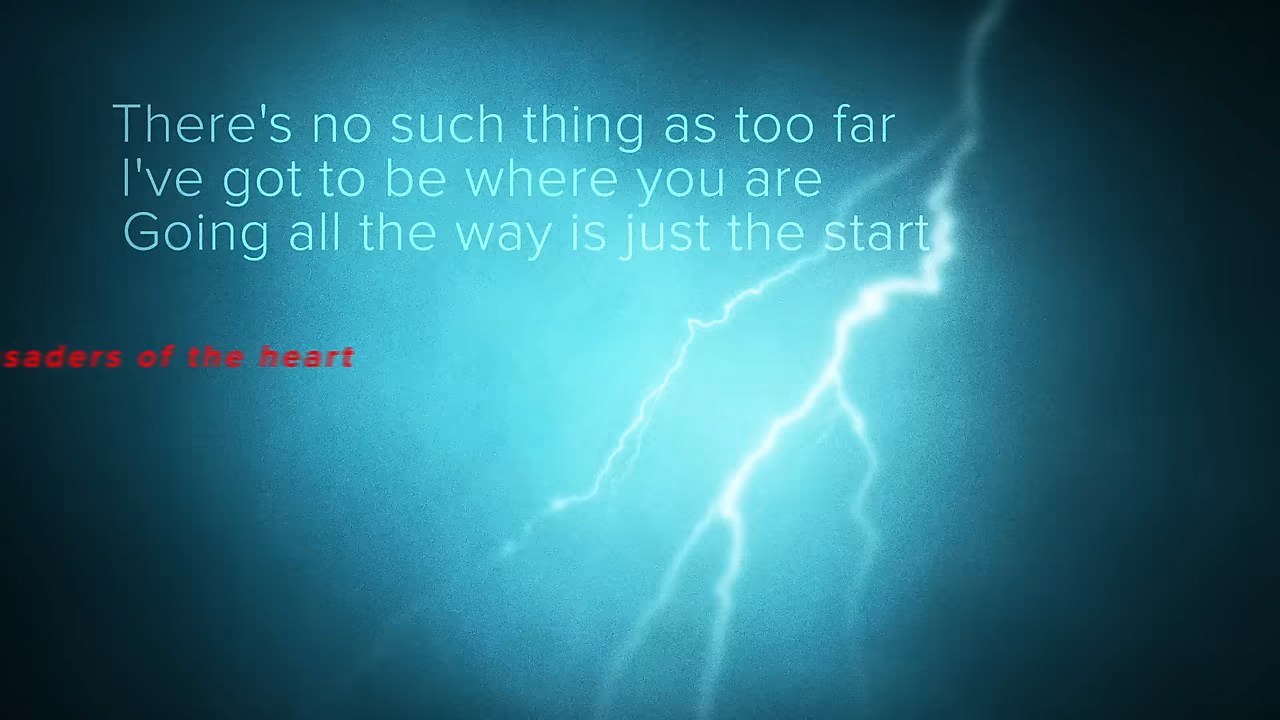 There's no such thing as too far
I've got to be where you are
Going all the way is just the start
saders of the heart